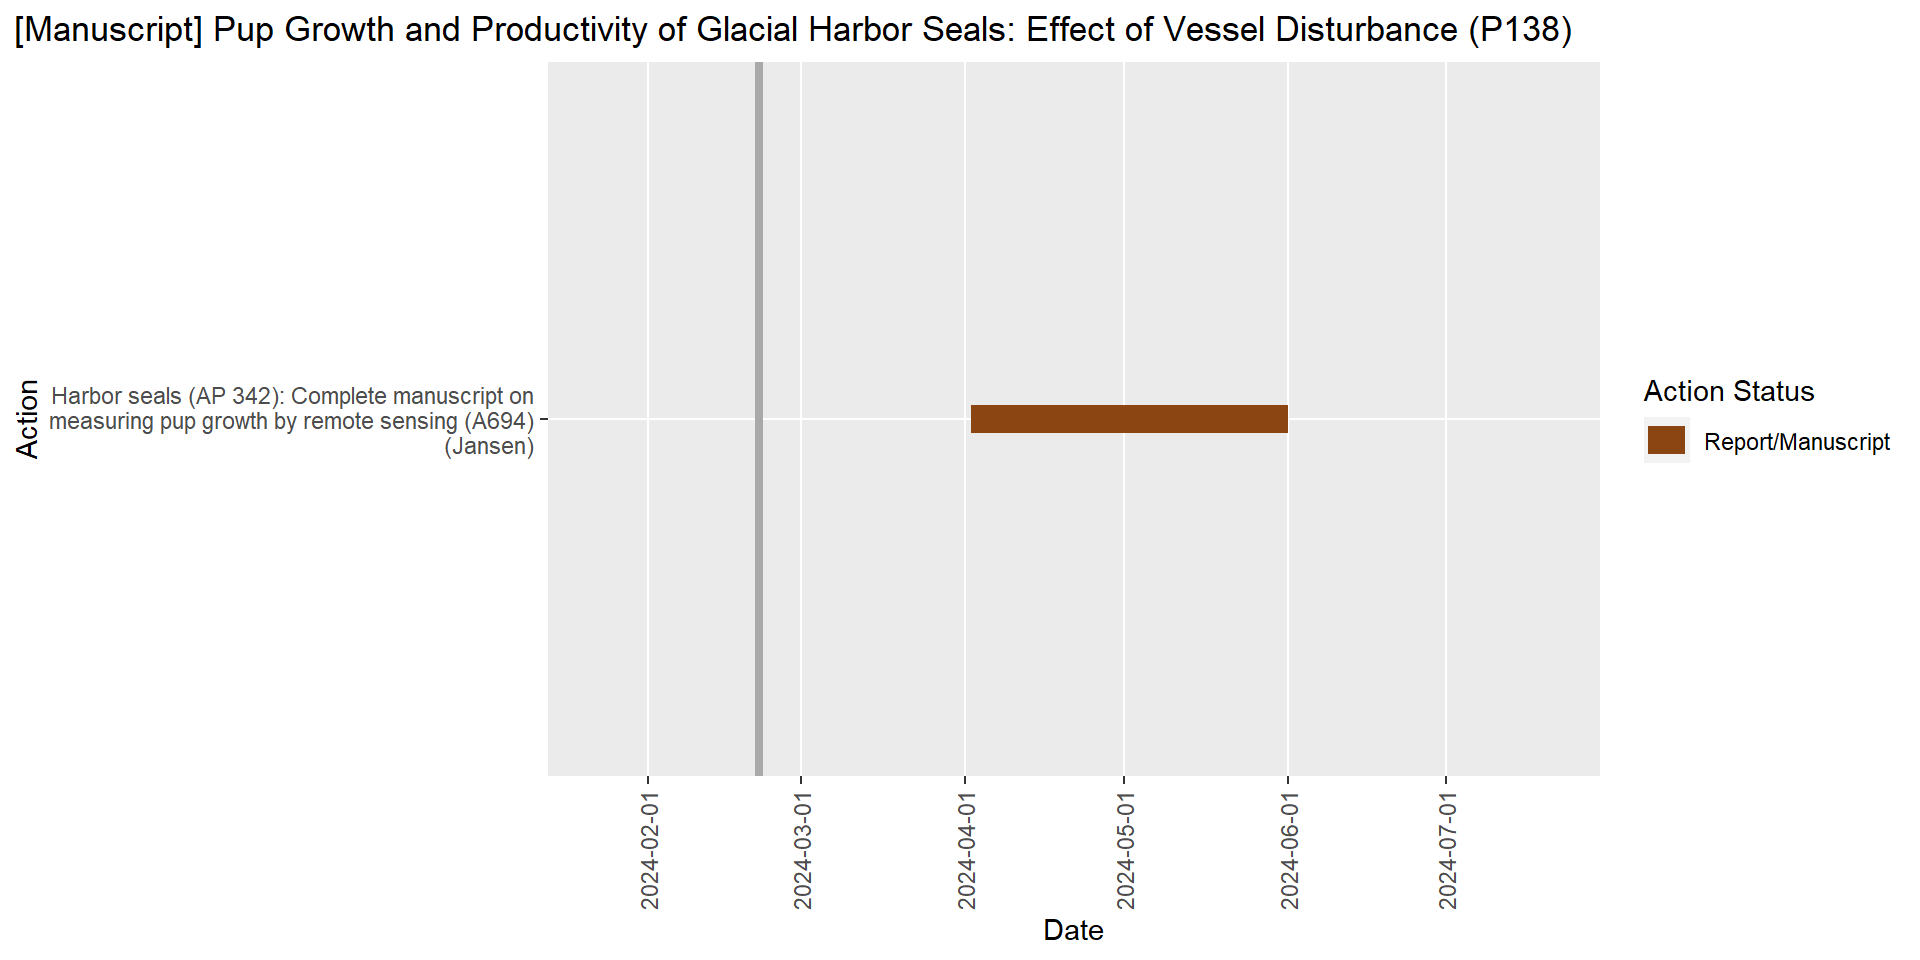 [Manuscript] Pup Growth and Productivity of Glacial Harbor Seals: Effect of Vessel Disturbance (P138)
Action
Harbor seals (AP 342): Complete manuscript on
measuring pup growth by remote sensing (A694)
(Jansen)
Action Status
Report/Manuscript
2024-02-01
2024-03-01
2024-04-01
2024-05-01
2024-06-01
2024-07-01
Date